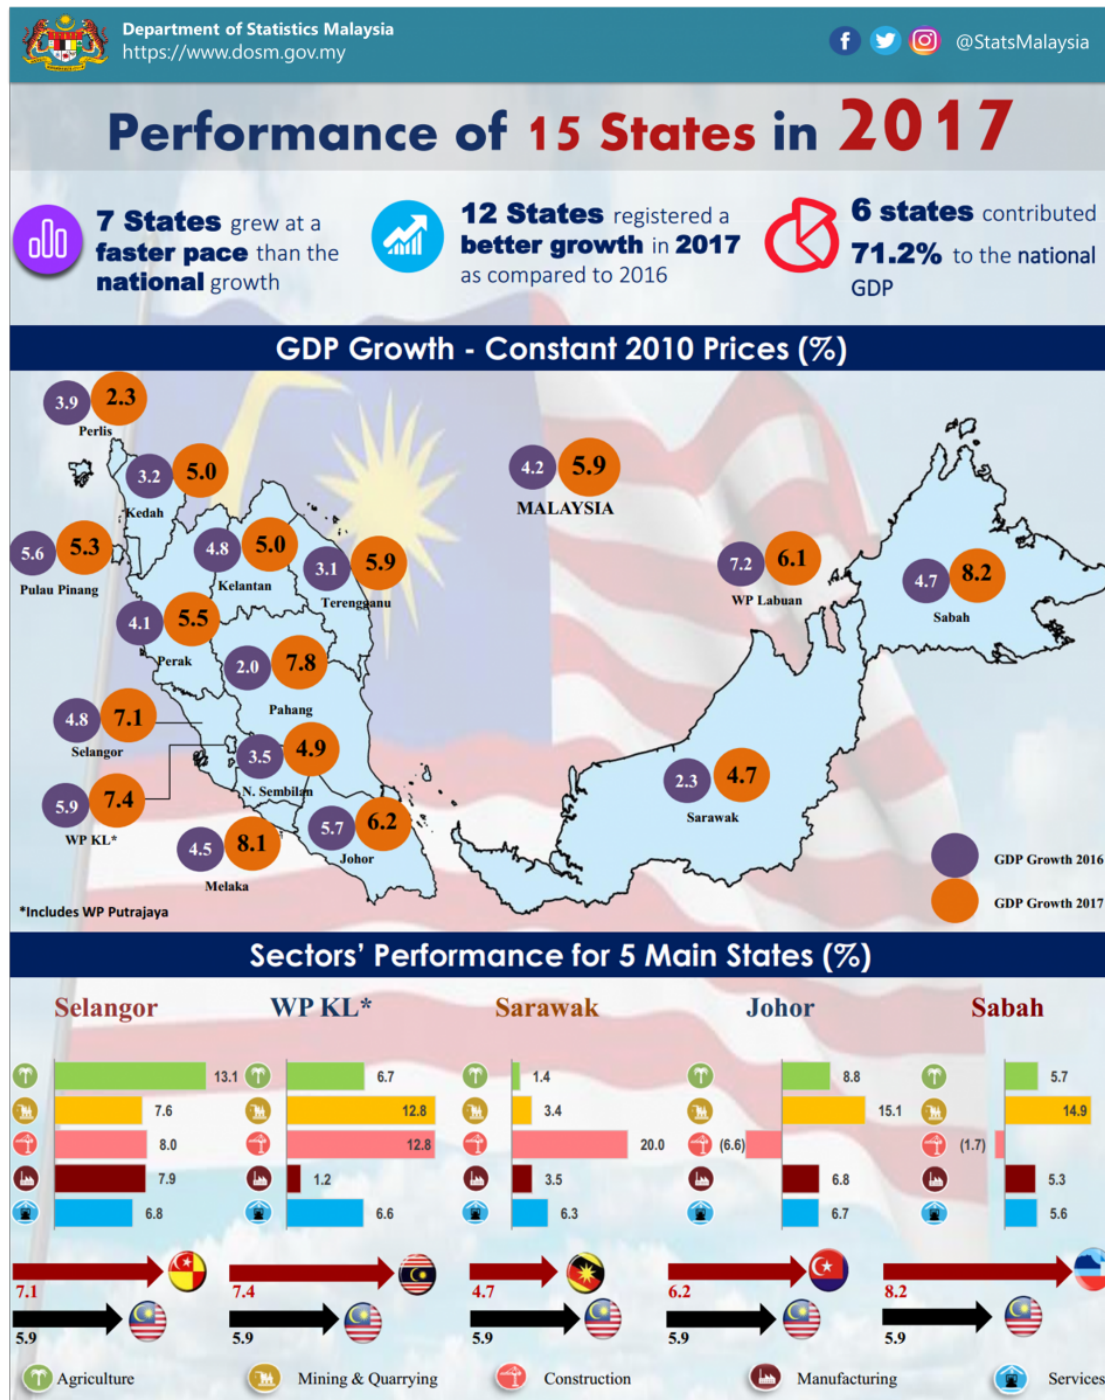 Department of Statistics Malaysia
https://www.dosm.gov.my
@StatsMalaysia
Performance of 15 States in 2017
7 States grew at a
faster pace than the
national growth
12 States registered a
better growth in 2017
as compared to 2016
6 states contributed
71.2% to the national
GDP
GDP Growth - Constant 2010 Prices (%)
3.9 2.3
Perlis
3.2 5.0
Kedah
4.2 5.9
MALAYSIA
5.6 5.3
Pulau Pinang
4.8 5.0
Kelantan
3.1 5.9
Terengganu
7.2 6.1
WP Labuan
4.7 8.2
Sabah
4.1 5.5
Perak
2.0 7.8
Pahang
4.8 7.1
Selangor
3.5 4.9
N. Sembilan
5.9 7.4
WP KL*
2.3 4.7
Sarawak
5.7 6.2
Johor
4.5 8.1
Melaka
GDP Growth 2016
GDP Growth 2017
*Includes WP Putrajaya
Sectors' Performance for 5 Main States (%)
Selangor
13.1
7.6
8.0
7.9
6.8
7.1
5.9
WP KL*
6.7
12.8
12.8
1.2
6.6
7.4
5.9
Sarawak
1.4
3.4
20.0
3.5
6.3
4.7
5.9
Johor
8.8
15.1
(6.6)
6.8
6.7
6.2
5.9
Sabah
5.7
14.9
(1.7)
5.3
5.6
8.2
5.9
Agriculture
Mining & Quarrying
Construction
Manufacturing
Services